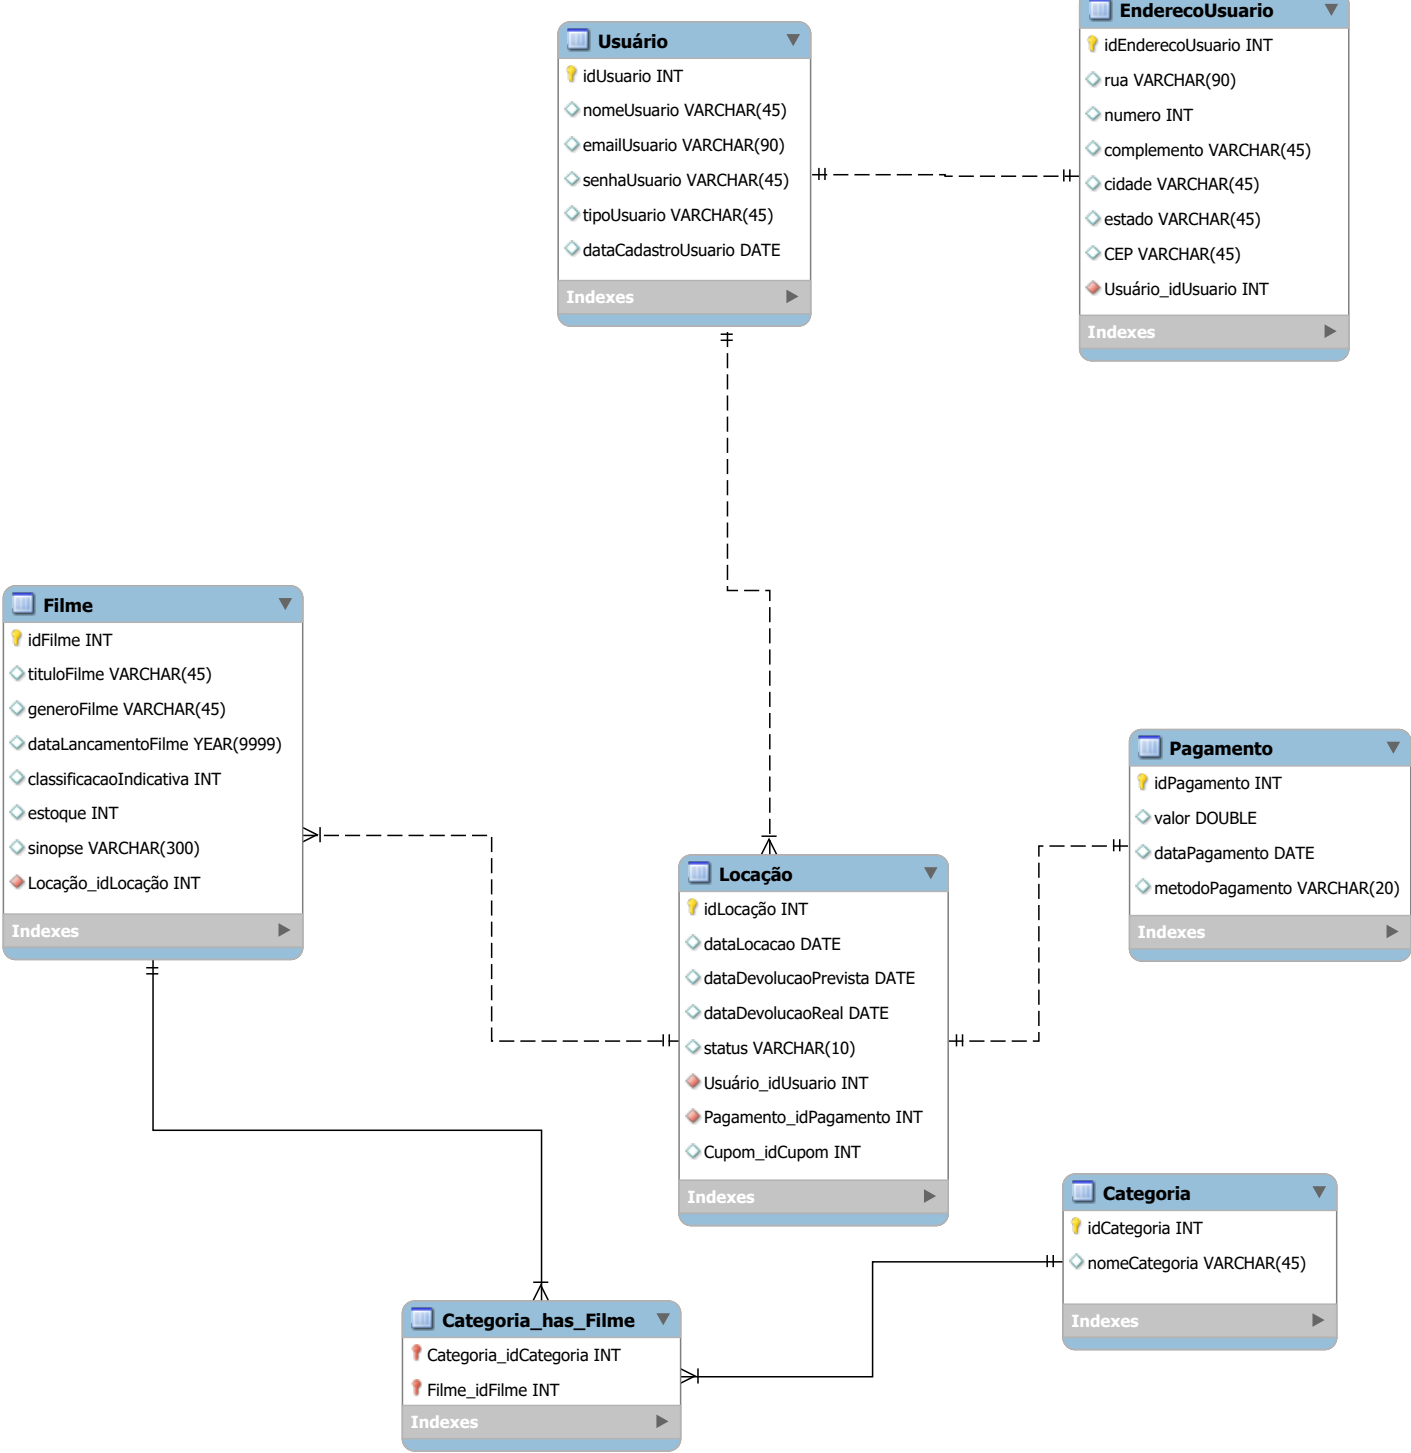 Usuário
idUsuario INT
nomeUsuario VARCHAR(45)
emailUsuario VARCHAR(90)
senhaUsuario VARCHAR(45)
tipoUsuario VARCHAR(45)
dataCadastroUsuario DATE
Indexes
EnderecoUsuario
idEnderecoUsuario INT
rua VARCHAR(90)
numero INT
complemento VARCHAR(45)
cidade VARCHAR(45)
estado VARCHAR(45)
CEP VARCHAR(45)
Usuário_idUsuario INT
Indexes
Filme
idFilme INT
tituloFilme VARCHAR(45)
generoFilme VARCHAR(45)
dataLancamentoFilme YEAR(9999)
classificacaoIndicativa INT
estoque INT
sinopse VARCHAR(300)
Locação_idLocação INT
Indexes
Locação
idLocação INT
dataLocacao DATE
dataDevolucaoPrevista DATE
dataDevolucaoReal DATE
status VARCHAR(10)
Usuário_idUsuario INT
Pagamento_idPagamento INT
Cupom_idCupom INT
Indexes
Pagamento
idPagamento INT
valor DOUBLE
dataPagamento DATE
metodoPagamento VARCHAR(20)
Indexes
Categoria
idCategoria INT
nomeCategoria VARCHAR(45)
Indexes
Categoria_has_Filme
Categoria_idCategoria INT
Filme_idFilme INT
Indexes